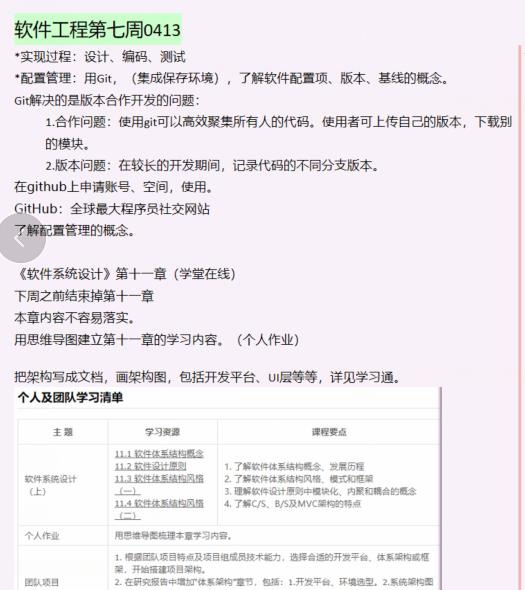 软件工程第七周0413
*实现过程：设计、编码、测试
*配置管理：用Git，（集成保存环境），了解软件配置项、版本、基线的概念。
Git解决的是版本合作开发的问题：
1.合作问题：使用git可以高效聚集所有人的代码。使用者可上传自己的版本，下载别
的模块。
2.版本问题：在较长的开发期间，记录代码的不同分支版本。
在github上申请账号、空间，使用。
GitHub：全球最大程序员社交网站
了解配置管理的概念。
《软件系统设计》第十一章（学堂在线）
下周之前结束掉第十一章
本章内容不容易落实。
用思维导图建立第十一章的学习内容。（个人作业）
把架构写成文档，画架构图，包括开发平台、UI层等等，详见学习通。
个人及团队学习清单
主 题 学习资源 课程要点
软件系统设计
（上）
11.1 软件体系结构概念
11.2 软件设计原则
11.3 软件体系结构风格
（一）
11.4 软件体系结构风格
（二）
1. 了解软件体系结构概念、发展历程
2. 了解软件体系结构风格、模式和框架
3. 理解软件设计原则中模块化、内聚和耦合的概念
4. 了解C/S、B/S及MVC架构的特点
个人作业 用思维导图梳理本章学习内容。
团队项目
1. 根据团队项目特点及项目组成员技术能力，选择合适的开发平台、体系架构或框
架，开始搭建项目架构。
2. 在研究报告中增加"体系架构"章节，包括：1.开发平台、环境选型。2.系统架构图